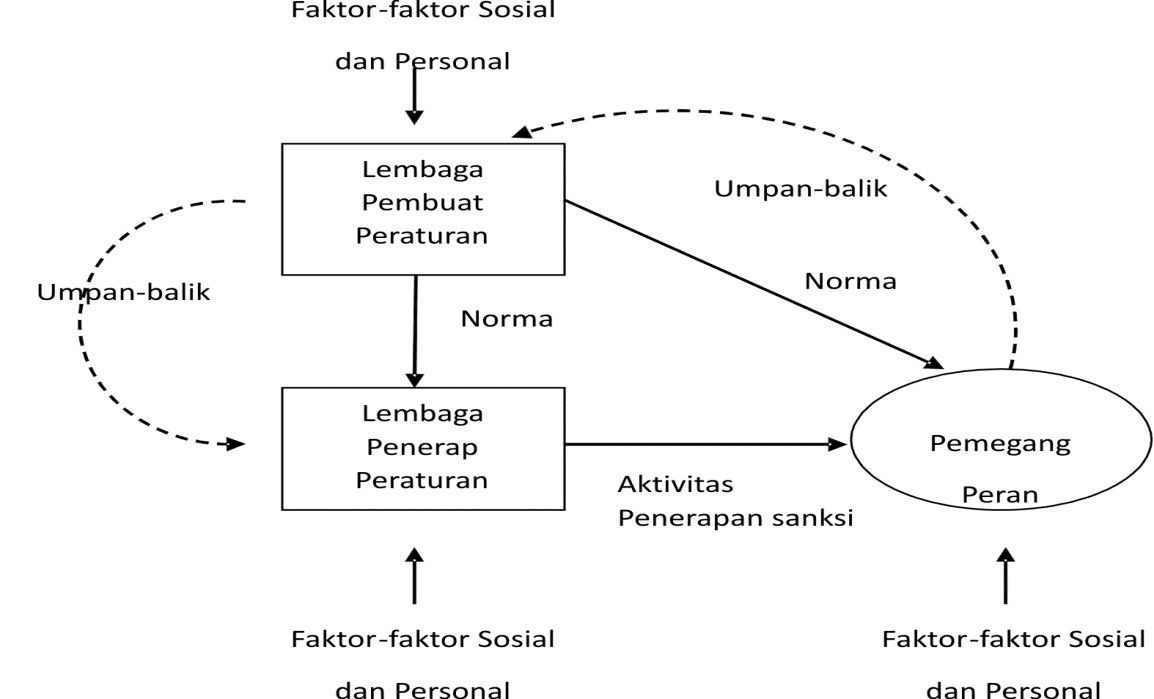 Faktor-faktor Sosial
dan Personal
Lembaga
Pembuat
Peraturan
Umpan-balik
Norma
Umpan-balik
Norma
Lembaga
Penerap
Peraturan
Aktivitas
Penerapan sanksi
Pemegang
Peran
Faktor-faktor Sosial
dan Personal
Faktor-faktor Sosial
dan Personal